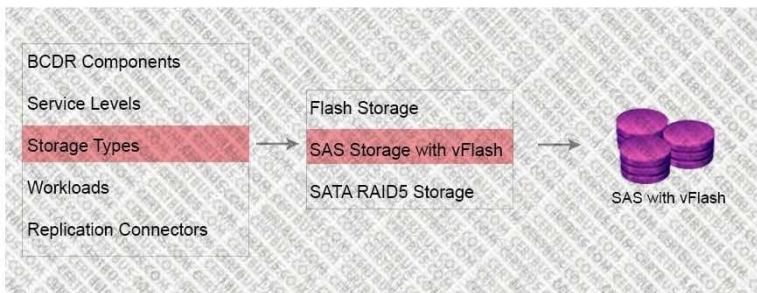 BCDR Components
Service Levels
Storage Types
Workloads
Replication Connectors
Flash Storage
SAS Storage with vFlash
SATA RAID5 Storage
SAS with vFlash